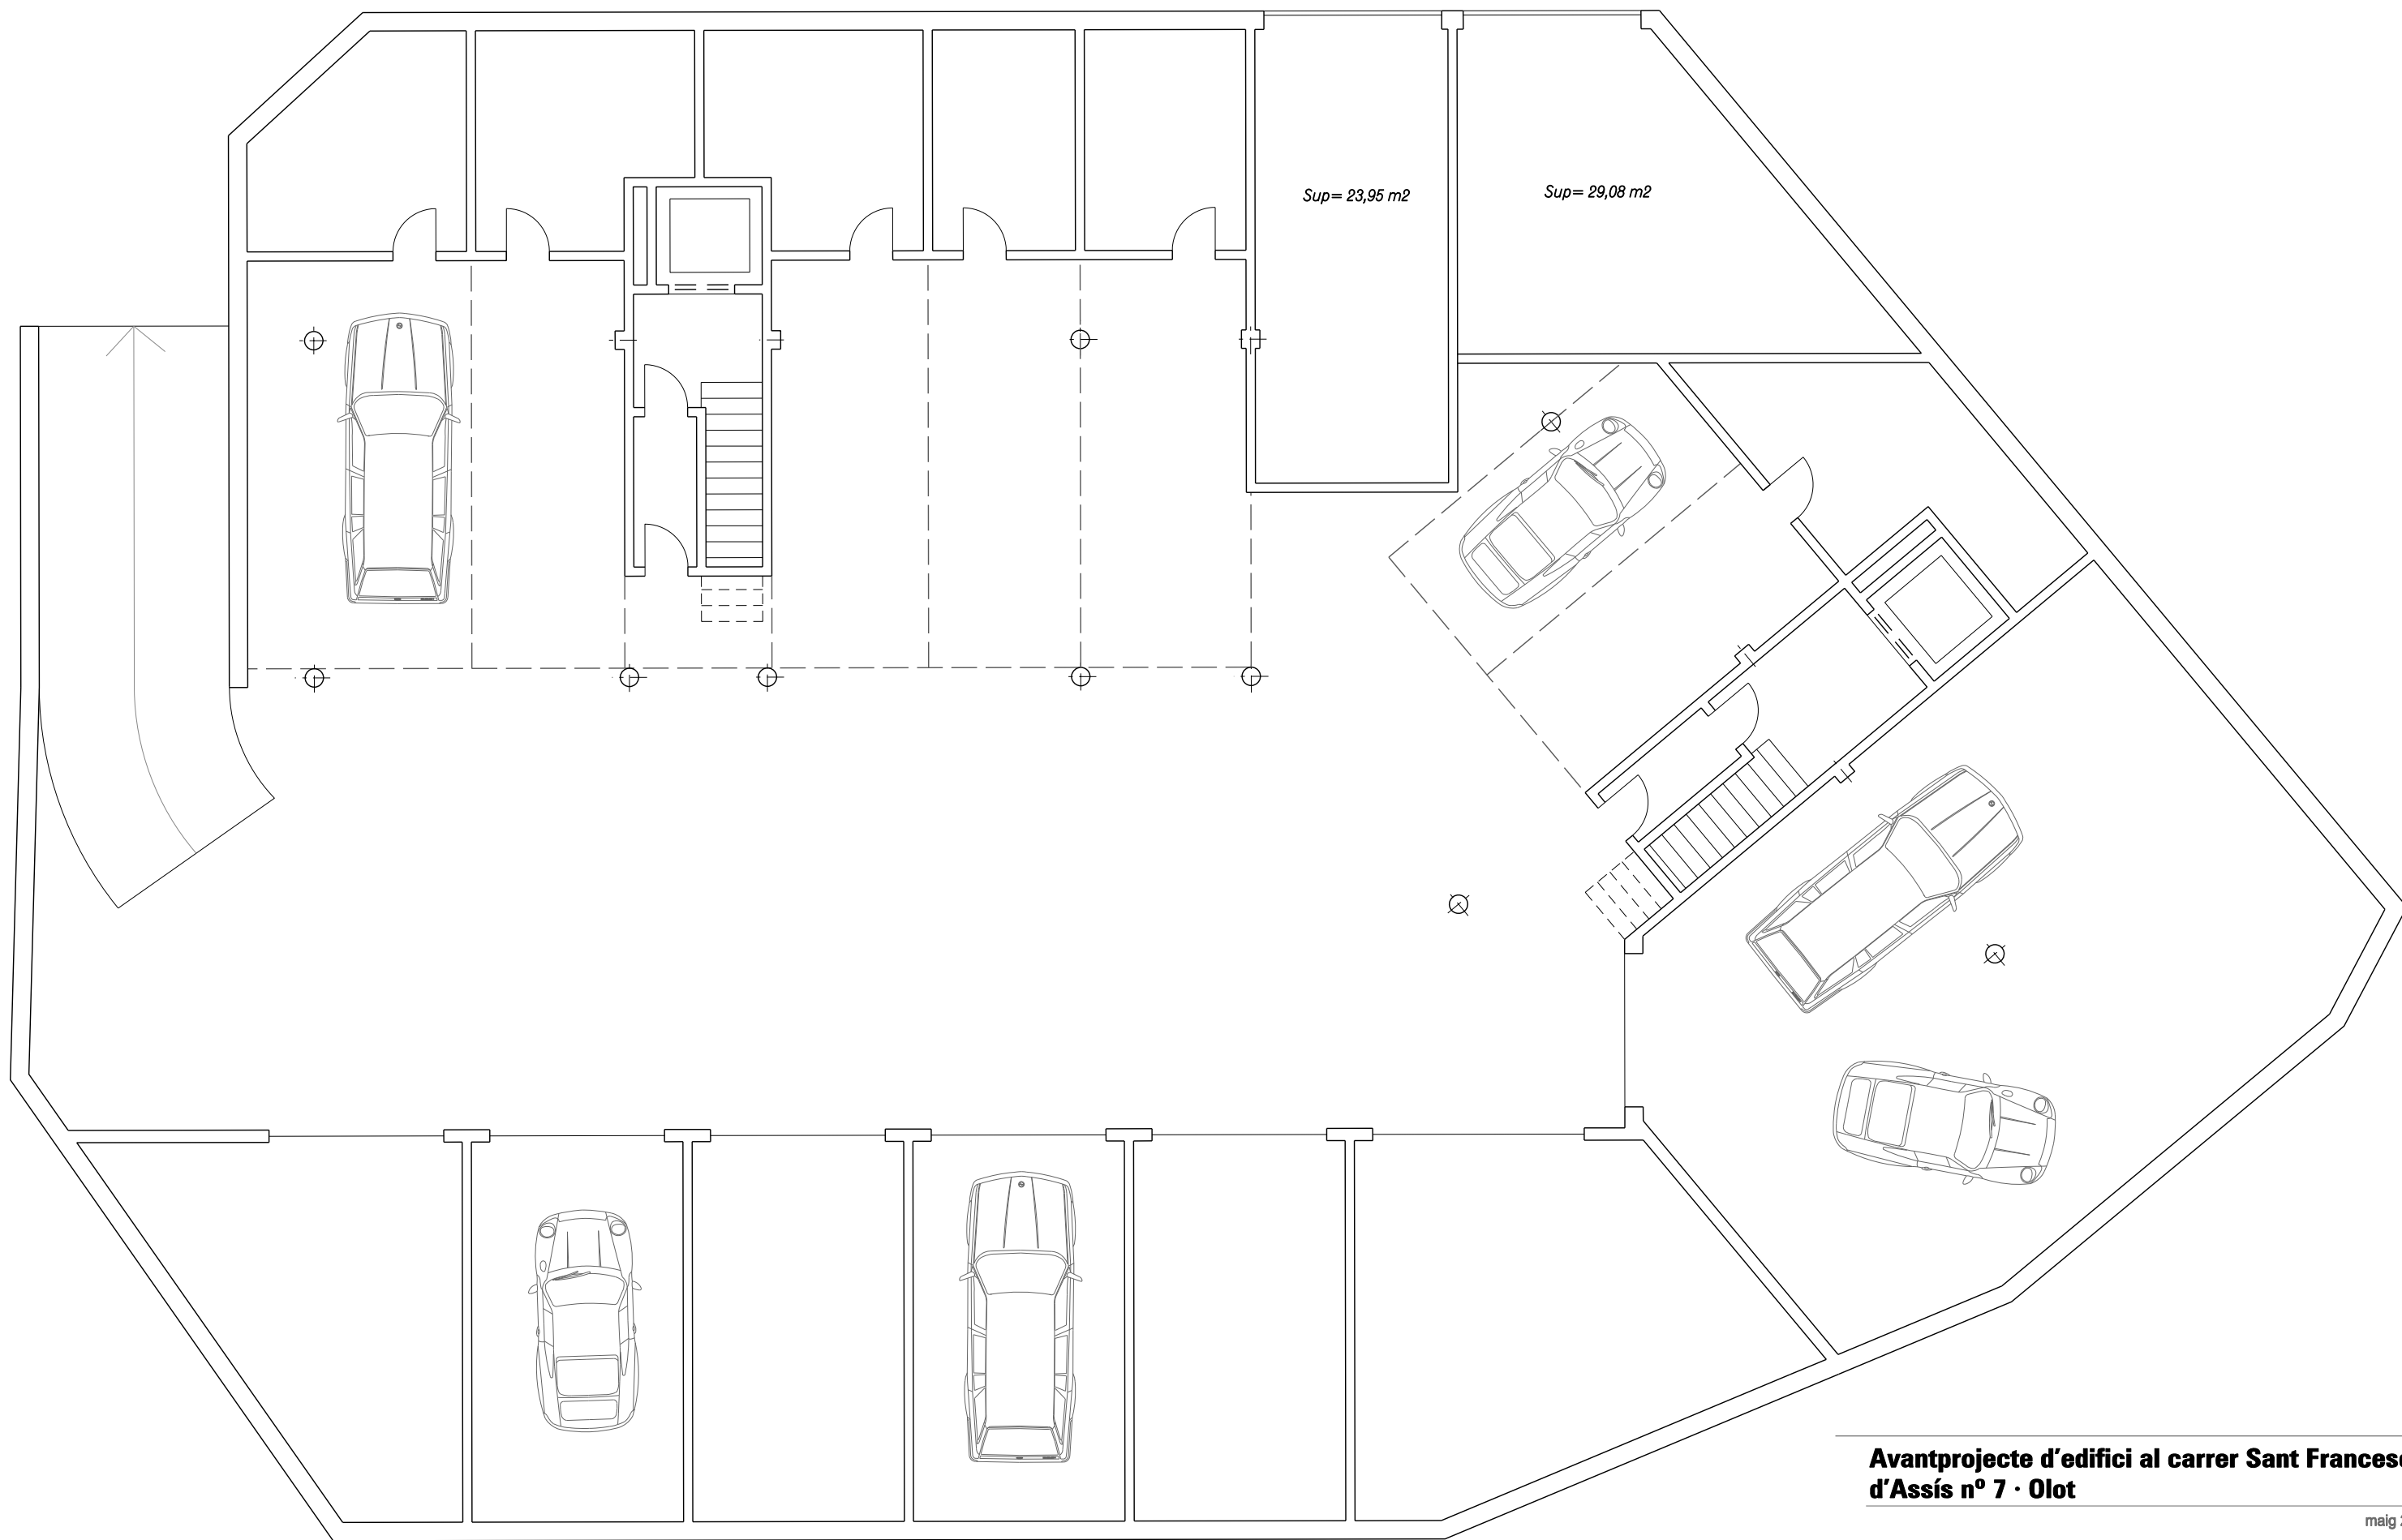 Sup= 23,95 m2
Sup= 29,08 m2
Avantprojecte d'edifici al carrer Sant Francesc
d'Assís nº 7 · Olot
maig